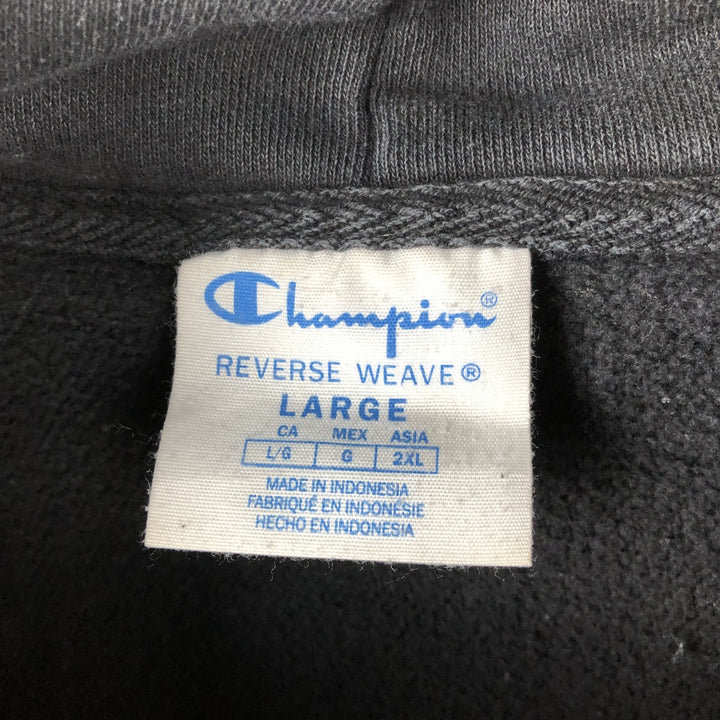 Champion®
REVERSE WEAVE®
LARGE
CA MEX ASIA
L/G G 2XL
MADE IN INDONESIA
FABRIQUÉ EN INDONÉSIE
HECHO EN INDONESIA